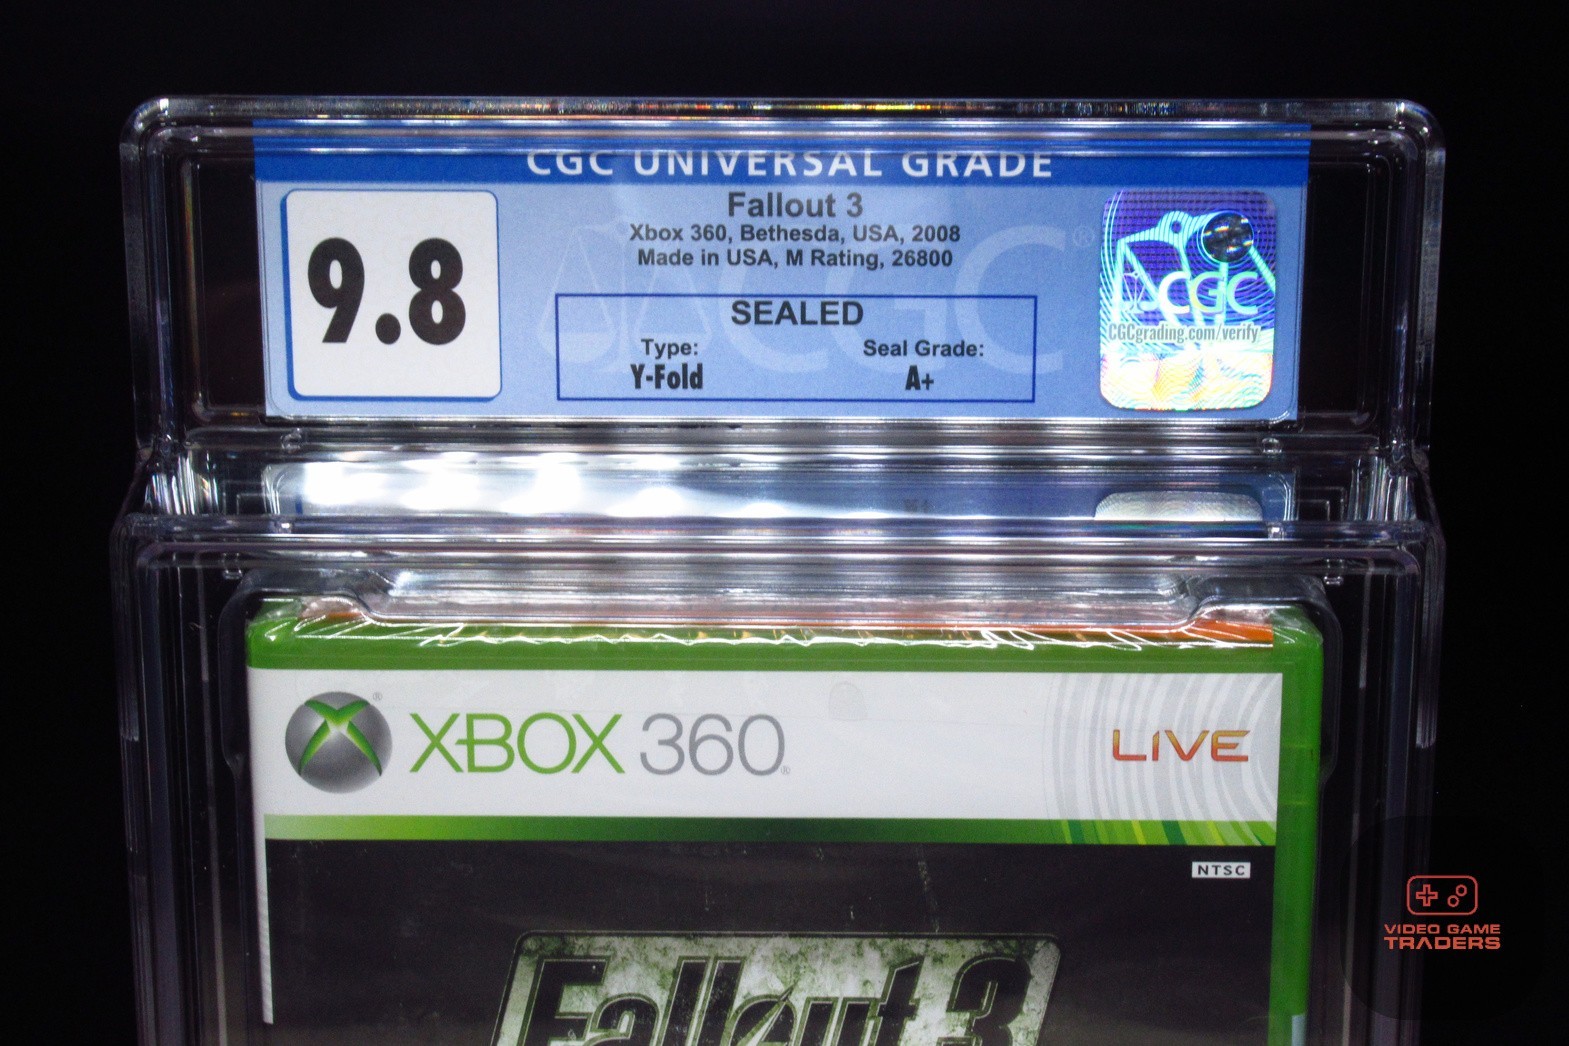 CGC UNIVERSAL GRADE
9.8
Fallout 3
Xbox 360, Bethesda, USA, 2008
Made in USA, M Rating, 26800
SEALED
Type:
Y-Fold
Seal Grade:
A+
CGC
®
CGC
CGCgrading.com/verify
XBOX 360®
LIVE
NTSC
Fallout 3
VIDEO GAME
TRADERS